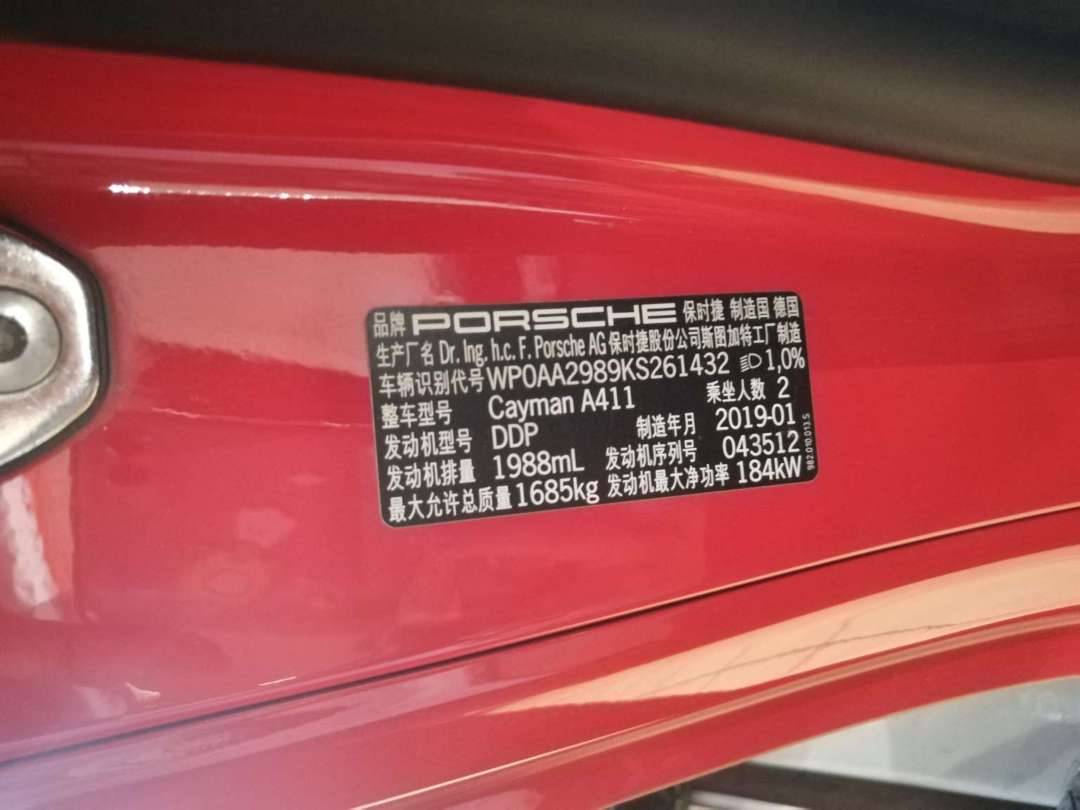 品牌 PORSCHE 保时捷 制造国 德国
生产厂名 Dr. Ing. h.c. F. Porsche AG 保时捷股份公司斯图加特工厂制造
车辆识别代号 WP0AA2989KS261432 1,0%
整车型号 Cayman A411 乘坐人数 2
发动机型号 DDP 制造年月 2019-01
发动机排量 1988mL 发动机序列号 043512
最大允许总质量 1685kg 发动机最大净功率 184kW
982.010.013.5